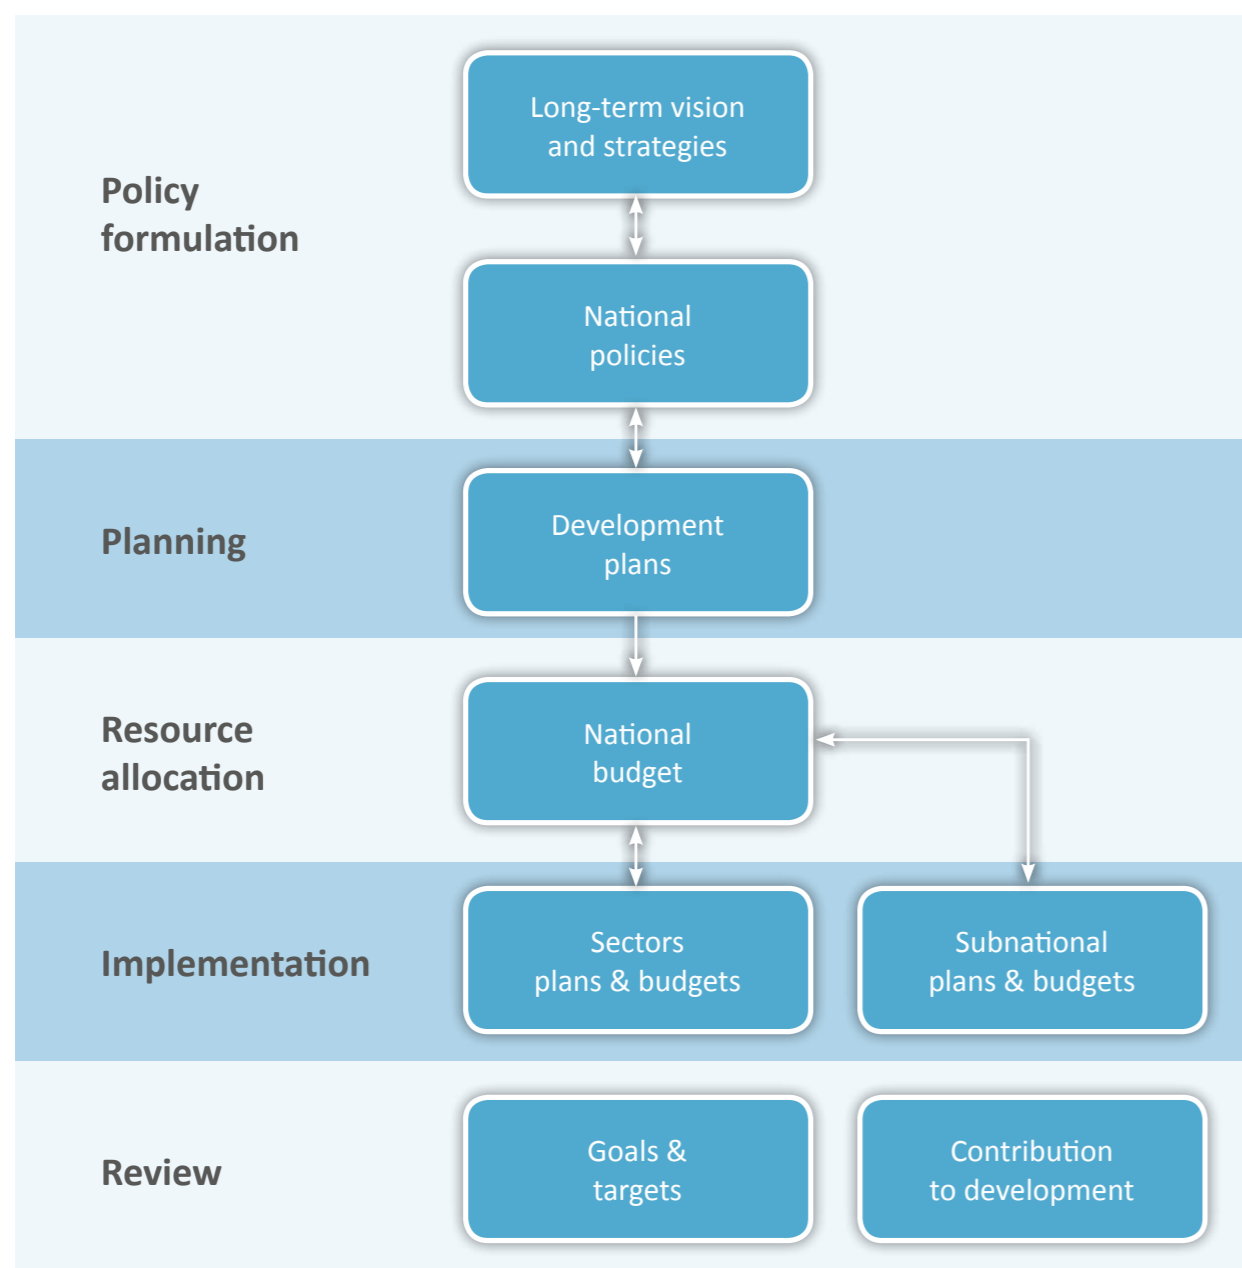 Policy
formulation
Long-term vision
and strategies
National
policies
Planning
Development
plans
Resource
allocation
National
budget
Implementation
Sectors
plans & budgets
Subnational
plans & budgets
Review
Goals &
targets
Contribution
to development